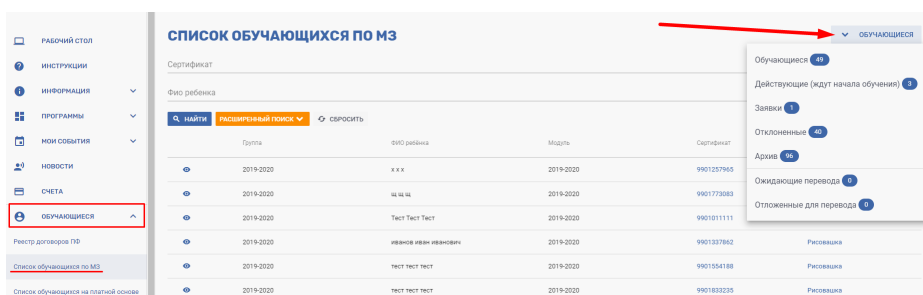 РАБОЧИЙ СТОЛ
ИНСТРУКЦИИ
ИНФОРМАЦИЯ
ПРОГРАММЫ
МОИ СОБЫТИЯ
НОВОСТИ
СЧЕТА
ОБУЧАЮЩИЕСЯ
Реестр договоров ПФ
Список обучающихся по МЗ
Список обучающихся на платной основе
СПИСОК ОБУЧАЮЩИХСЯ ПО МЗ
ОБУЧАЮЩИЕСЯ
Сертификат
Фио ребенка
НАЙТИ РАСШИРЕННЫЙ ПОИСК СБРОСИТЬ
Обучающиеся 49
Действующие (ждут начала обучения) 3
Заявки 1
Отклоненные 40
Архив 96
Ожидающие перевода 0
Отложенные для перевода 0
Группа ФИО ребёнка Модуль Сертификат
2019-2020 х х х 2019-2020 9901257965
2019-2020 щ щ щ 2019-2020 9901773083
2019-2020 Тест Тест Тест 2019-2020 9901011111
2019-2020 иванов иван иванович 2019-2020 9901337862 Рисовашка
2019-2020 тест тест тест 2019-2020 9901554188 Рисовашка
2019-2020 тест тест тест 2019-2020 9901833235 Рисовашка